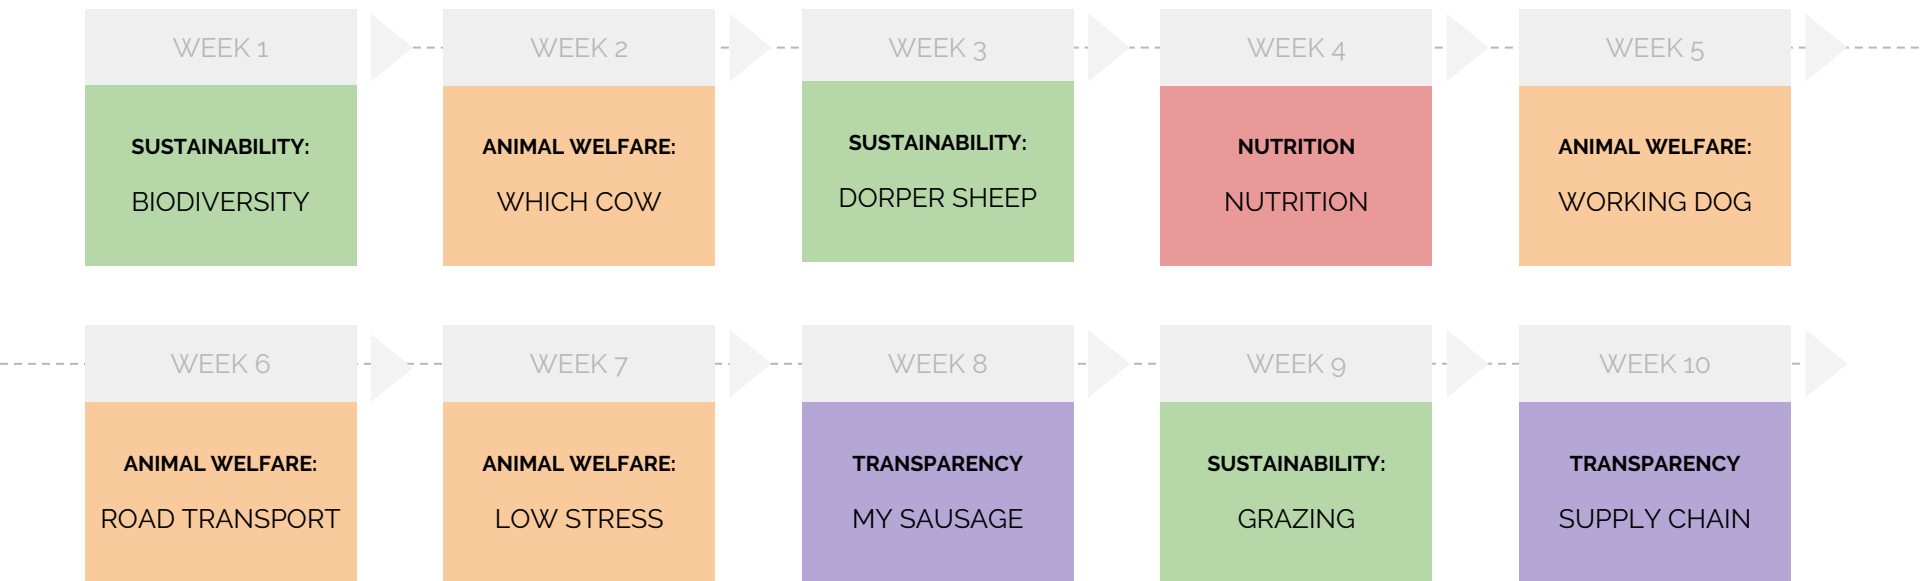 WEEK 1
WEEK 2
WEEK 3
WEEK 4
WEEK 5
SUSTAINABILITY:
BIODIVERSITY
ANIMAL WELFARE:
WHICH COW
SUSTAINABILITY:
DORPER SHEEP
NUTRITION
NUTRITION
ANIMAL WELFARE:
WORKING DOG
WEEK 6
WEEK 7
WEEK 8
WEEK 9
WEEK 10
ANIMAL WELFARE:
ROAD TRANSPORT
ANIMAL WELFARE:
LOW STRESS
TRANSPARENCY
MY SAUSAGE
SUSTAINABILITY:
GRAZING
TRANSPARENCY
SUPPLY CHAIN